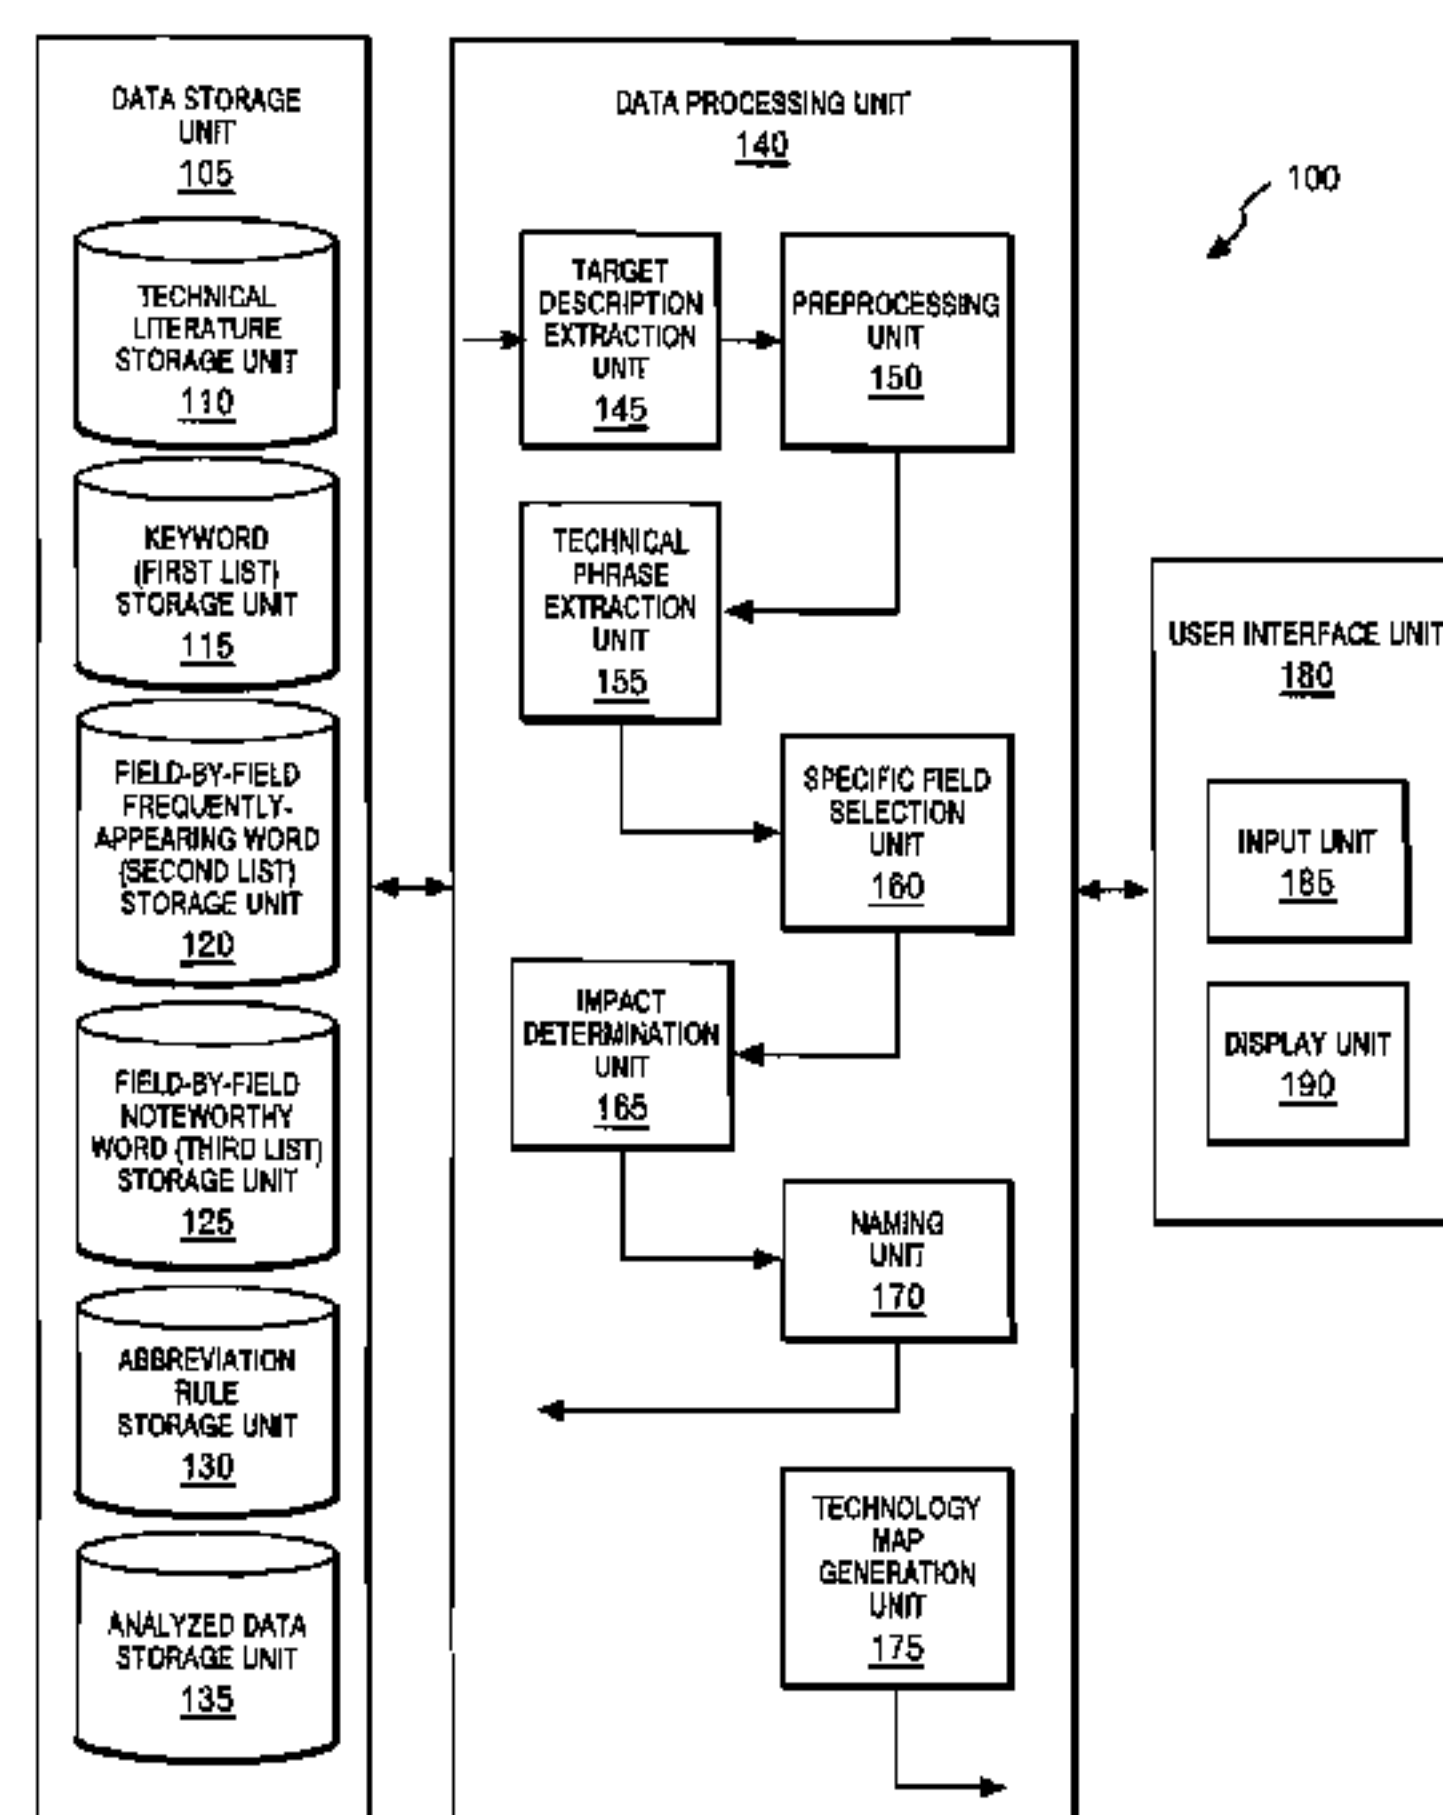 DATA STORAGE
UNIT
105
TECHNICAL
LITERATURE
STORAGE UNIT
110
KEYWORD
(FIRST LIST)
STORAGE UNIT
115
FIELD-BY-FIELD
FREQUENTLY-
APPEARING WORD
(SECOND LIST)
STORAGE UNIT
120
FIELD-BY-FIELD
NOTEWORTHY
WORD (THIRD LIST)
STORAGE UNIT
125
ABBREVIATION
RULE
STORAGE UNIT
130
ANALYZED DATA
STORAGE UNIT
135
DATA PROCESSING UNIT
140
TARGET
DESCRIPTION
EXTRACTION
UNIT
145
PREPROCESSING
UNIT
150
TECHNICAL
PHRASE
EXTRACTION
UNIT
155
SPECIFIC FIELD
SELECTION
UNIT
160
IMPACT
DETERMINATION
UNIT
165
NAMING
UNIT
170
TECHNOLOGY
MAP
GENERATION
UNIT
175
100
USER INTERFACE UNIT
180
INPUT UNIT
185
DISPLAY UNIT
190